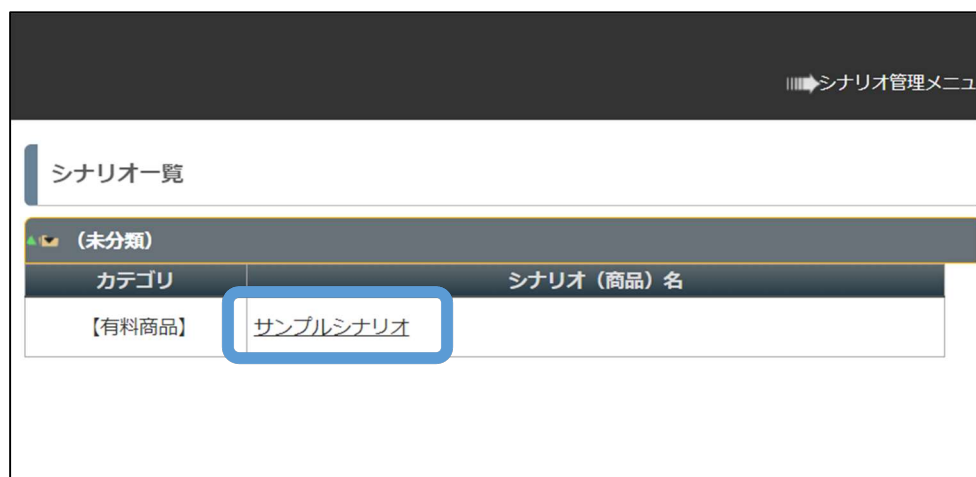 シナリオ管理メニュ
シナリオ一覧
（未分類）
カテゴリ シナリオ（商品）名
【有料商品】 サンプルシナリオ